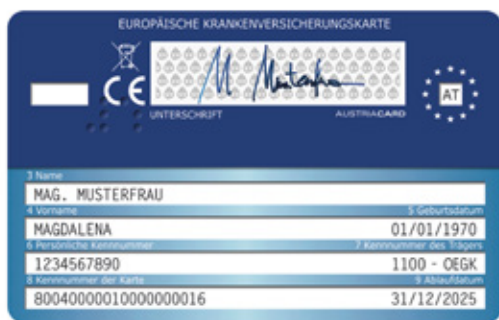 EUROPÄISCHE KRANKENVERSICHERUNGSKARTE
CE
M Musterfrau
AT
UNTERSCHRIFT AUSTRIACARD
3 Name
MAG. MUSTERFRAU
4 Vorname 5 Geburtsdatum
MAGDALENA 01/01/1970
6 Persönliche Kennnummer 7 Kennnummer des Trägers
1234567890 1100 - OEGK
8 Kennnummer der Karte 9 Ablaufdatum
80040000010000000016 31/12/2025